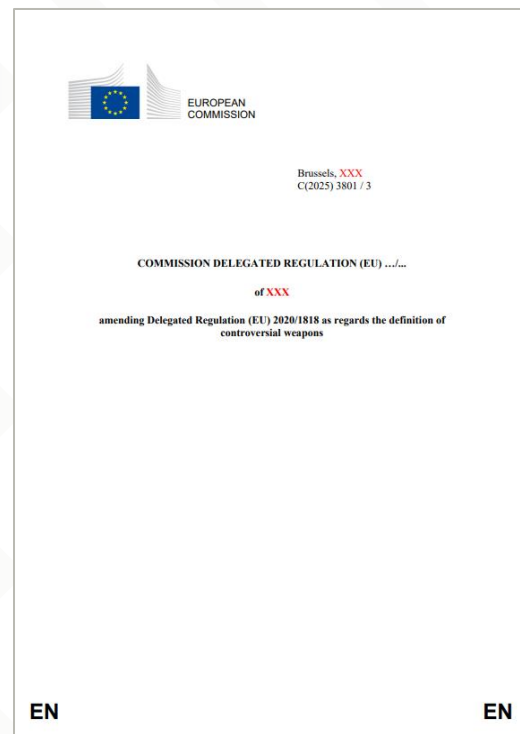 EUROPEAN
COMMISSION
Brussels, XXX
C(2025) 3801 / 3
COMMISSION DELEGATED REGULATION (EU) …/...
of XXX
amending Delegated Regulation (EU) 2020/1818 as regards the definition of
controversial weapons
EN
EN